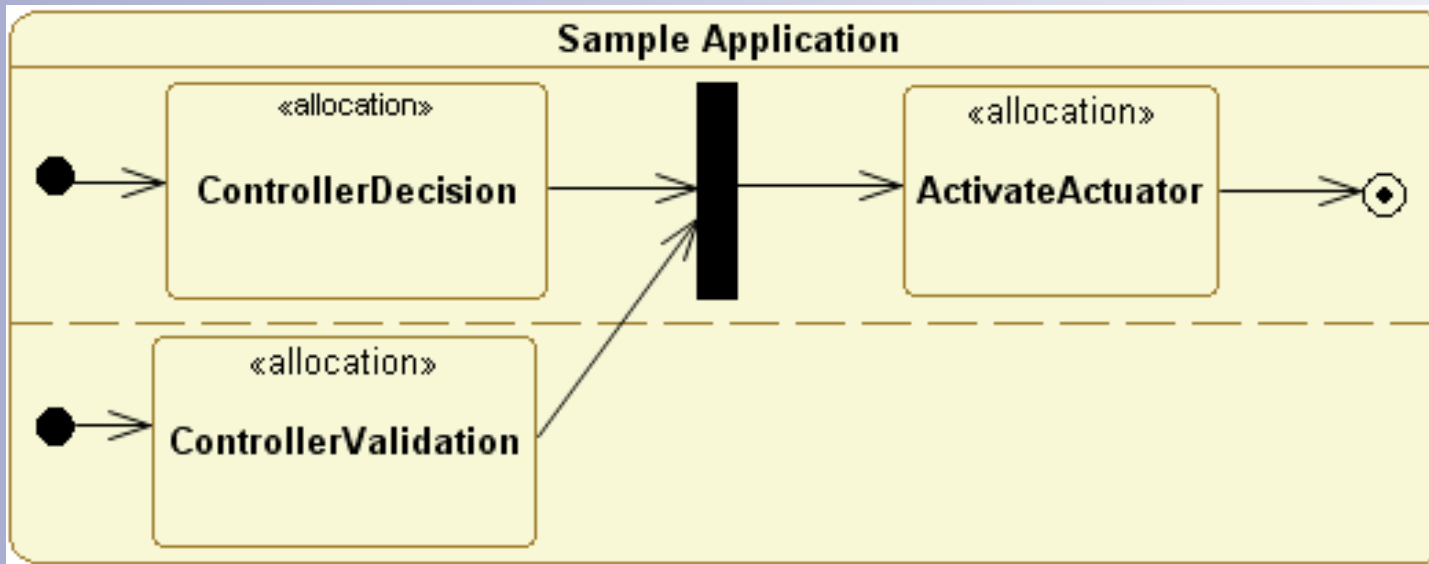 Sample Application
«allocation»
ControllerDecision
«allocation»
ActivateActuator
«allocation»
ControllerValidation